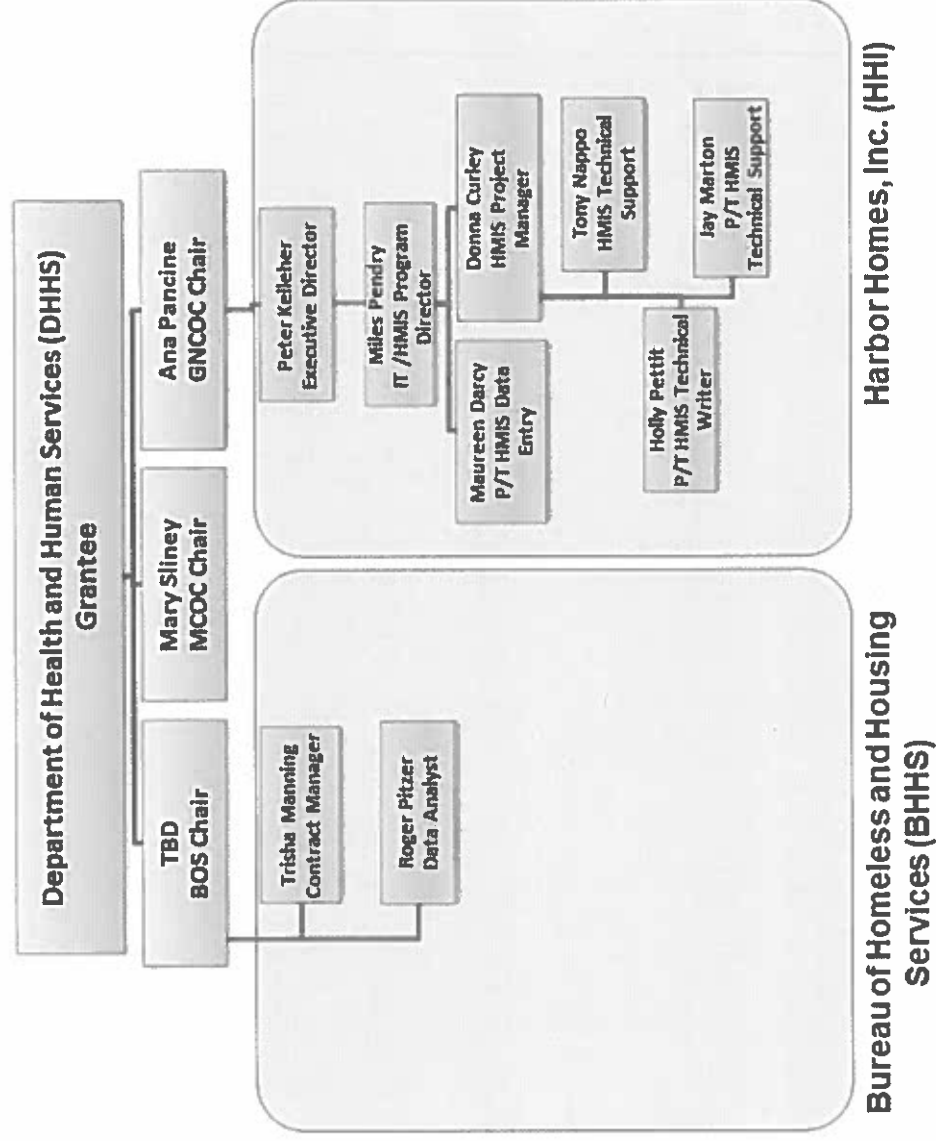 Department of Health and Human Services (DHHS)
Grantee
TBD
BOS Chair
Mary Sliney
MCOC Chair
Ana Pancine
GNCOC Chair
Trisha Manning
Contract Manager
Roger Pitzer
Data Analyst
Bureau of Homeless and Housing
Services (BHHS)
Peter Kelleher
Executive Director
Miles Pendry
IT /HMIS Program
Director
Maureen Darcy
P/T HMIS Data
Entry
Donna Curley
HMIS Project
Manager
Tony Nappo
HMIS Technical
Support
Holly Pettit
P/T HMIS Technical
Writer
Jay Marton
P/T HMIS
Technical Support
Harbor Homes, Inc. (HHI)